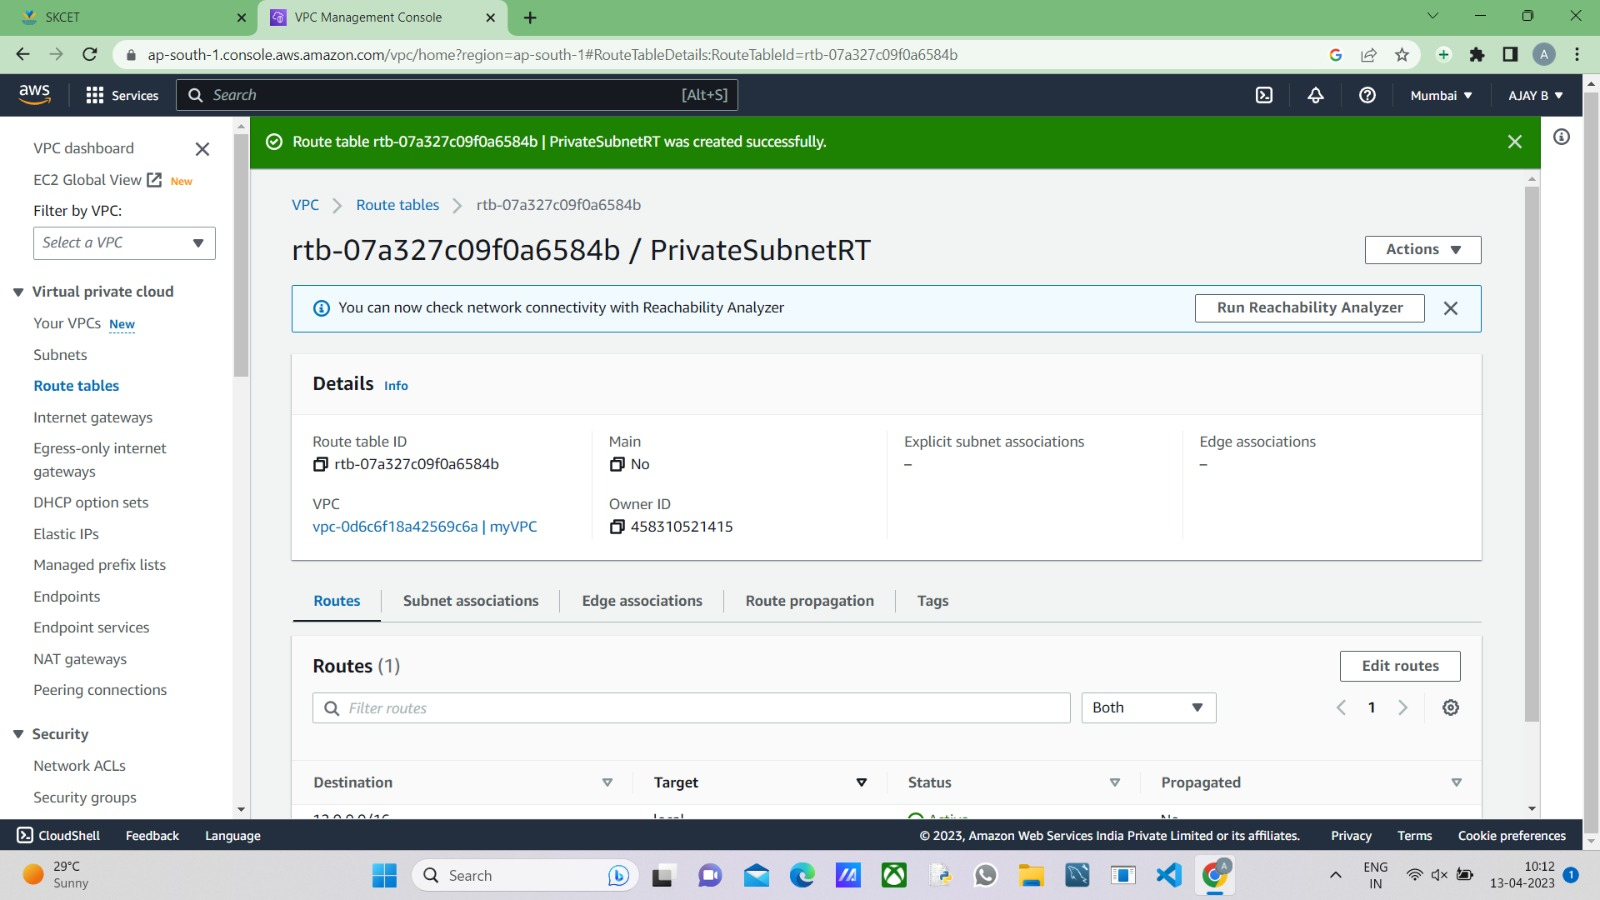 SKCET
VPC Management Console
ap-south-1.console.aws.amazon.com/vpc/home?region=ap-south-1#RouteTableDetails:RouteTableId=rtb-07a327c09f0a6584b
A
aws
Services
Search
[Alt+S]
Mumbai
AJAY B
VPC dashboard
EC2 Global View New
Filter by VPC:
Select a VPC
Virtual private cloud
Your VPCs New
Subnets
Route tables
Internet gateways
Egress-only internet
gateways
DHCP option sets
Elastic IPs
Managed prefix lists
Endpoints
Endpoint services
NAT gateways
Peering connections
Security
Network ACLs
Security groups
Route table rtb-07a327c09f0a6584b | PrivateSubnetRT was created successfully.
VPC > Route tables > rtb-07a327c09f0a6584b
rtb-07a327c09f0a6584b / PrivateSubnetRT
Actions
You can now check network connectivity with Reachability Analyzer
Run Reachability Analyzer
Details Info
Route table ID
rtb-07a327c09f0a6584b
Main
No
Explicit subnet associations
–
Edge associations
–
VPC
vpc-0d6c6f18a42569c6a | myVPC
Owner ID
458310521415
Routes
Subnet associations
Edge associations
Route propagation
Tags
Routes (1)
Edit routes
Filter routes
Both
1
Destination
Target
Status
Propagated
local
Active
No
CloudShell
Feedback
Language
© 2023, Amazon Web Services India Private Limited or its affiliates.
Privacy
Terms
Cookie preferences
29°C
Sunny
Search
A
ENG
IN
10:12
13-04-2023
1